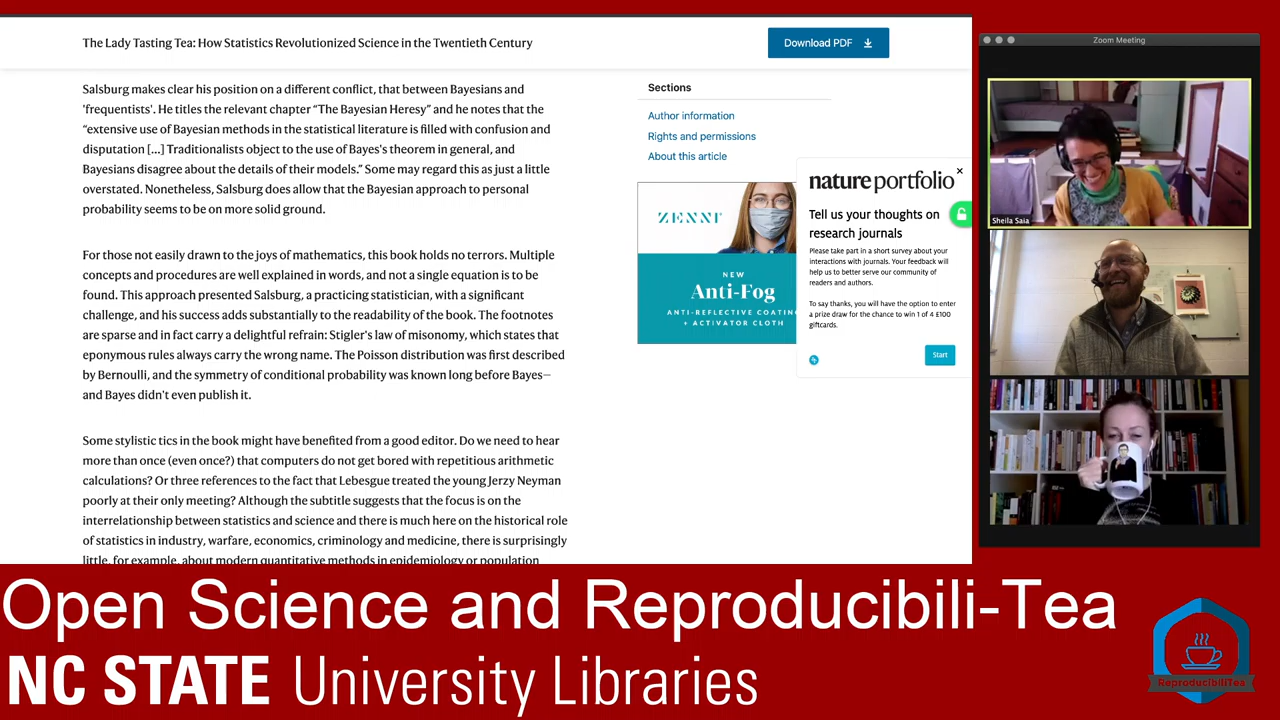 The Lady Tasting Tea: How Statistics Revolutionized Science in the Twentieth Century
Download PDF
Salsburg makes clear his position on a different conflict, that between Bayesians and
'frequentists'. He titles the relevant chapter “The Bayesian Heresy” and he notes that the
“extensive use of Bayesian methods in the statistical literature is filled with confusion and
disputation [...] Traditionalists object to the use of Bayes's theorem in general, and
Bayesians disagree about the details of their models.” Some may regard this as just a little
overstated. Nonetheless, Salsburg does allow that the Bayesian approach to personal
probability seems to be on more solid ground.
For those not easily drawn to the joys of mathematics, this book holds no terrors. Multiple
concepts and procedures are well explained in words, and not a single equation is to be
found. This approach presented Salsburg, a practicing statistician, with a significant
challenge, and his success adds substantially to the readability of the book. The footnotes
are sparse and in fact carry a delightful refrain: Stigler's law of misonomy, which states that
eponymous rules always carry the wrong name. The Poisson distribution was first described
by Bernoulli, and the symmetry of conditional probability was known long before Bayes—
and Bayes didn't even publish it.
Some stylistic tics in the book might have benefited from a good editor. Do we need to hear
more than once (even once?) that computers do not get bored with repetitious arithmetic
calculations? Or three references to the fact that Lebesgue treated the young Jerzy Neyman
poorly at their only meeting? Although the subtitle suggests that the focus is on the
interrelationship between statistics and science and there is much here on the historical role
of statistics in industry, warfare, economics, criminology and medicine, there is surprisingly
little, for example, about modern quantitative methods in epidemiology or population
Sections
Author information
Rights and permissions
About this article
ZENNI
NEW
Anti-Fog
ANTI-REFLECTIVE COATIN
+ ACTIVATOR CLOTH
nature portfolio
Tell us your thoughts on
research journals
Please take part in a short survey about your
interactions with journals. Your feedback will
help us to better serve our community of
readers and authors.
To say thanks, you will have the option to enter
a prize draw for the chance to win 1 of 4 £100
giftcards.
Start
Zoom Meeting
Sheila Saia
Open Science and Reproducibili-Tea
NC STATE University Libraries
ReproducibiliTea